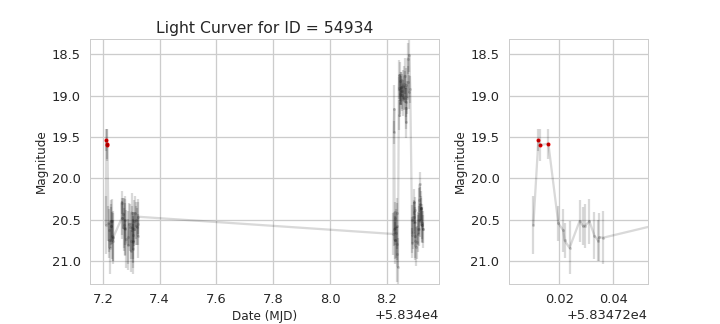 Light Curver for ID = 54934
18.5
19.0
19.5
20.0
20.5
21.0
Magnitude
7.2 7.4 7.6 7.8 8.0 8.2
Date (MJD)
+5.834e4
18.5
19.0
19.5
20.0
20.5
21.0
Magnitude
0.02 0.04
+5.83472e4